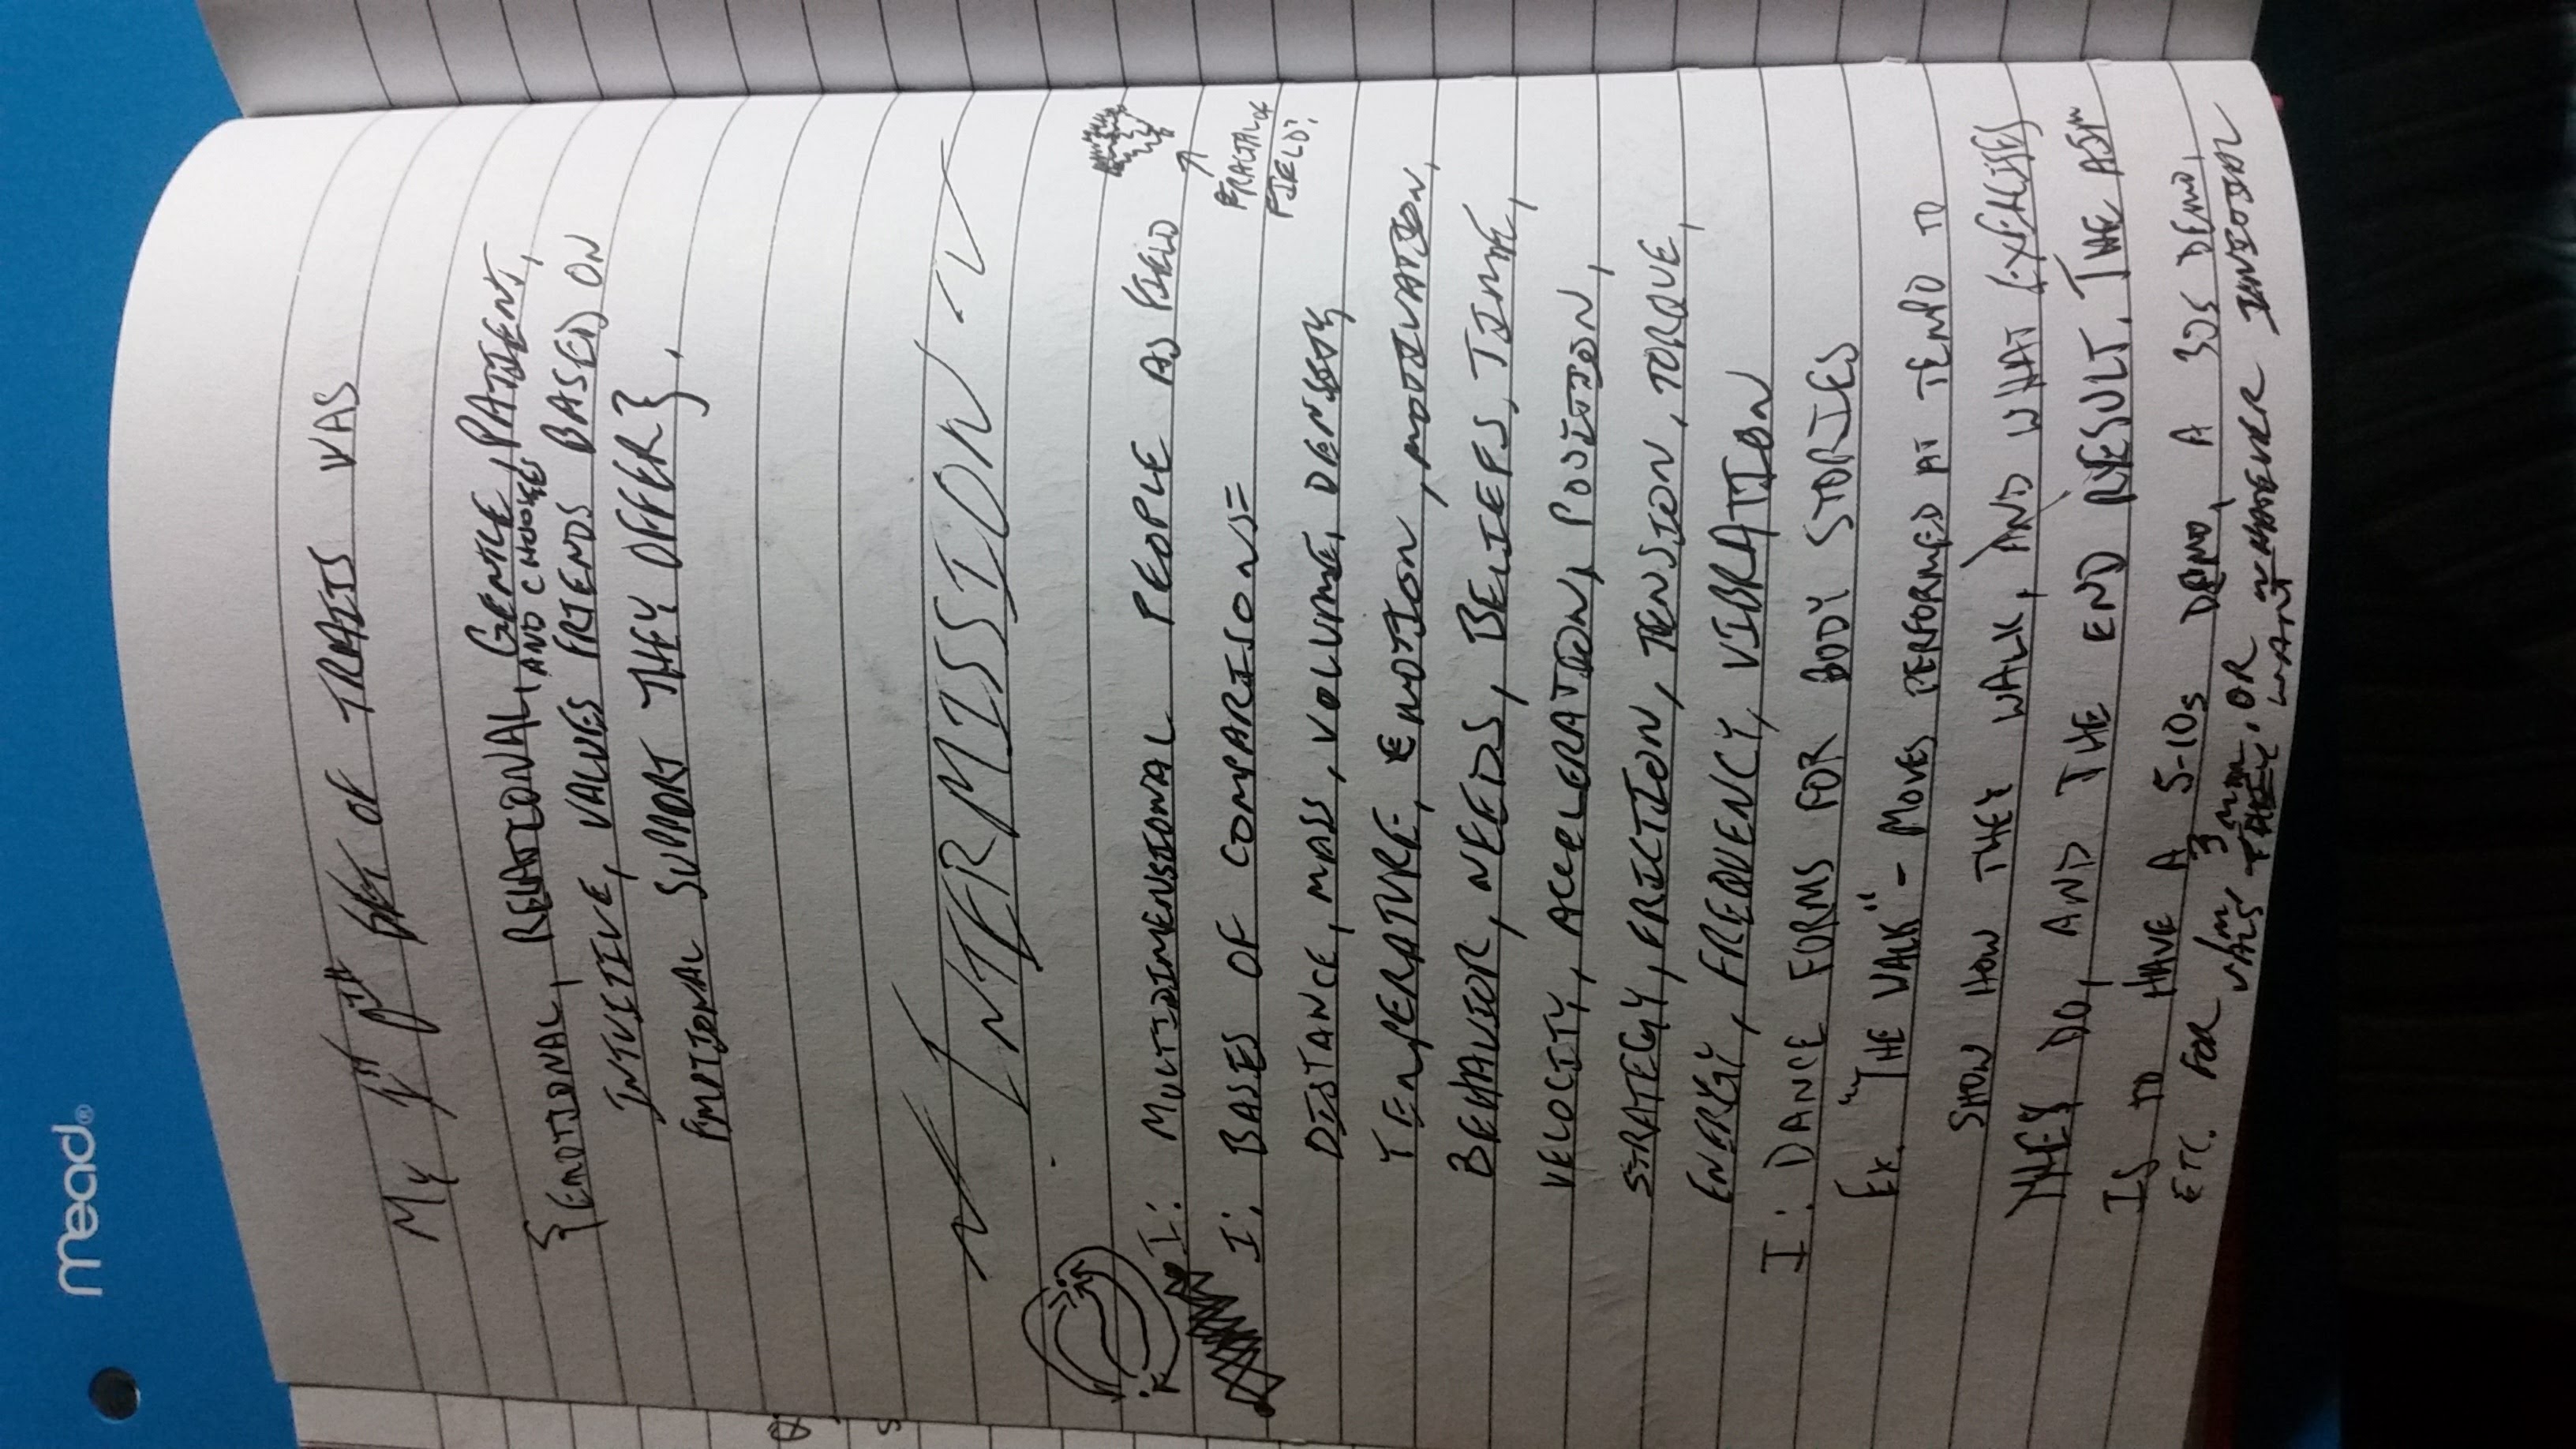 mead®
My 1st 0th SET OF TRAITS WAS
{EMOTIONAL, RELATIONAL, GENTLE, PATIENT,
AND CHOOSES
INTUITIVE, VALUES FRIENDS BASED ON
EMOTIONAL SUPPORT THEY OFFER}.
~ INTERMISSION ~
I: MULTIDIMENSIONAL PEOPLE AS FIELD
I: BASES OF COMPARISONS=
FRACTAL OF
FIELD?
DISTANCE, MASS, VOLUME, DENSITY,
TEMPERATURE, EMOTION, MOTIVATION,
BEHAVIOR, NEEDS, BELIEFS, TIME,
VELOCITY, ACCELERATION, POSITION,
STRATEGY, FRICTION, TENSION, TORQUE,
ENERGY, FREQUENCY, VIBRATION
I: DANCE FORMS FOR BODY STORIES
EX. "THE WALK" - MOVES PERFORMED AT TEMPO TO
SHOW HOW THEY WALK, AND WHAT EXERCISES
THEY DO, AND THE END RESULT. THE AIM
IS TO HAVE A 5-10s DEMO, A 30s DEMO,
ETC. FOR 1m, 3m, OR WHATEVER
VALS THEY WANT